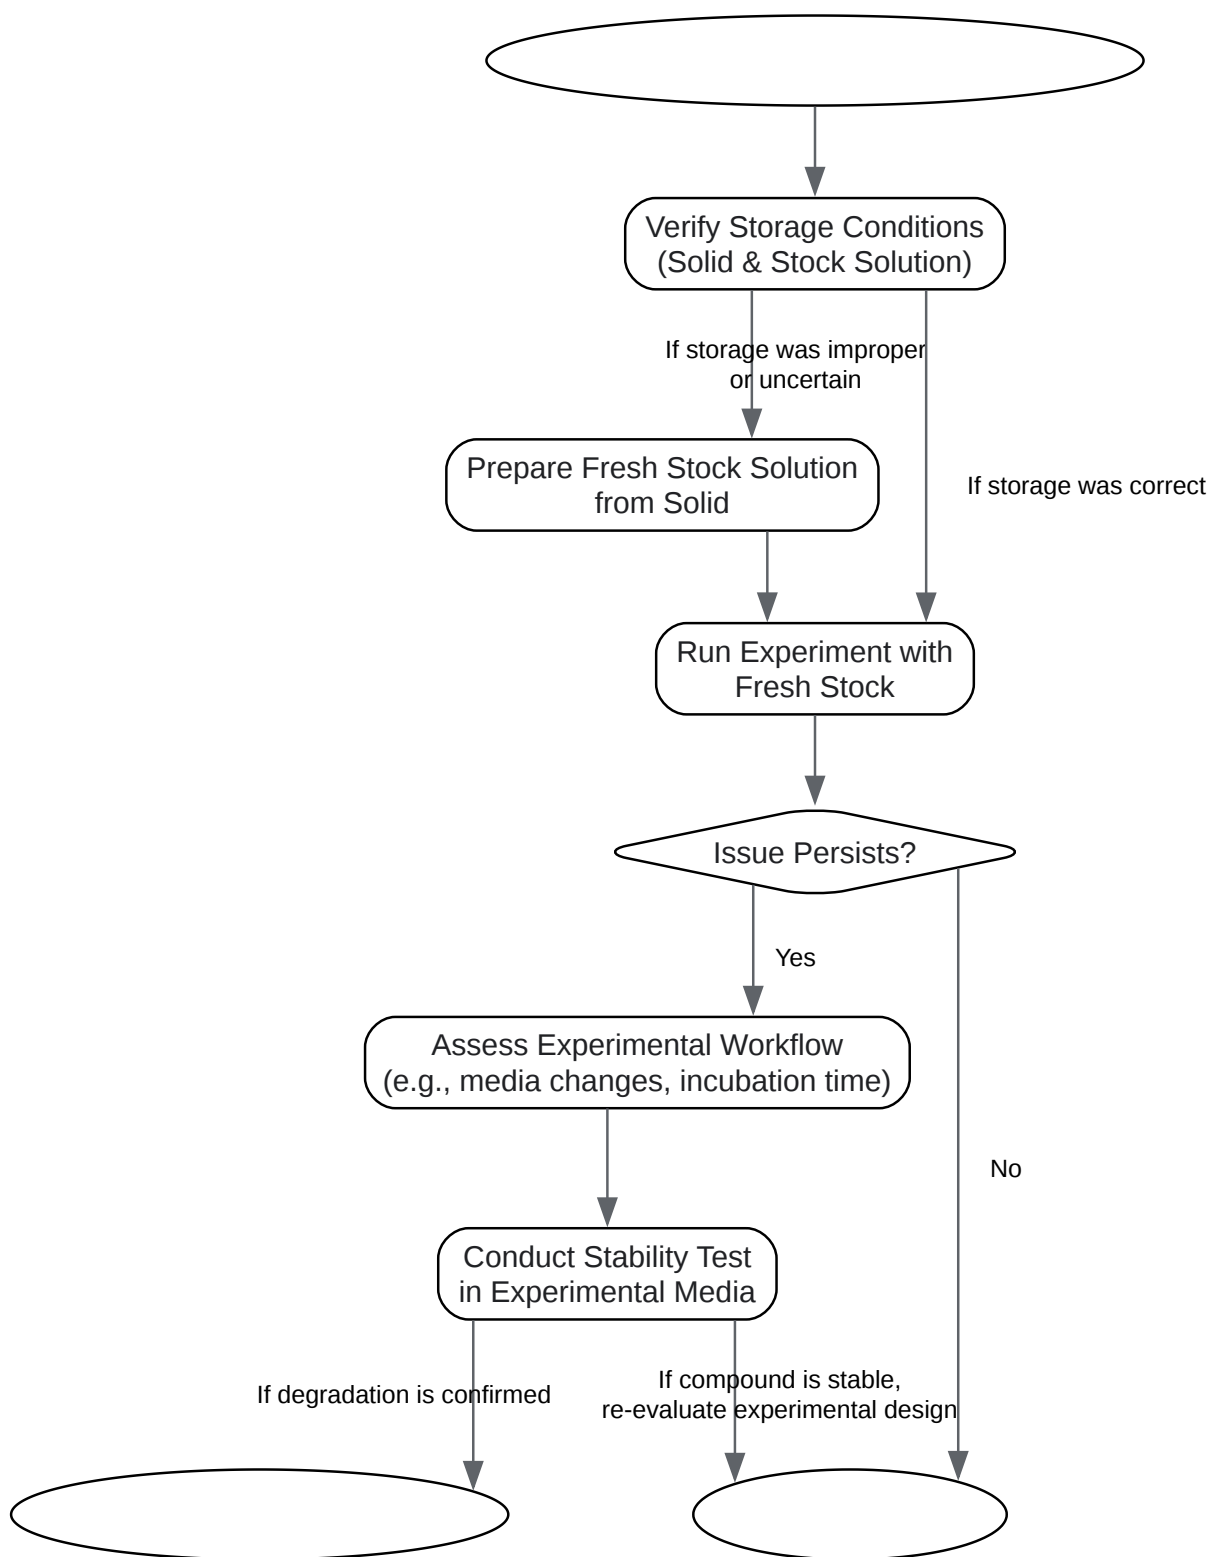 Verify Storage Conditions
(Solid & Stock Solution)
If storage was improper
or uncertain
Prepare Fresh Stock Solution
from Solid
If storage was correct
Run Experiment with
Fresh Stock
Issue Persists?
Yes
Assess Experimental Workflow
(e.g., media changes, incubation time)
No
Conduct Stability Test
in Experimental Media
If degradation is confirmed
If compound is stable,
re-evaluate experimental design